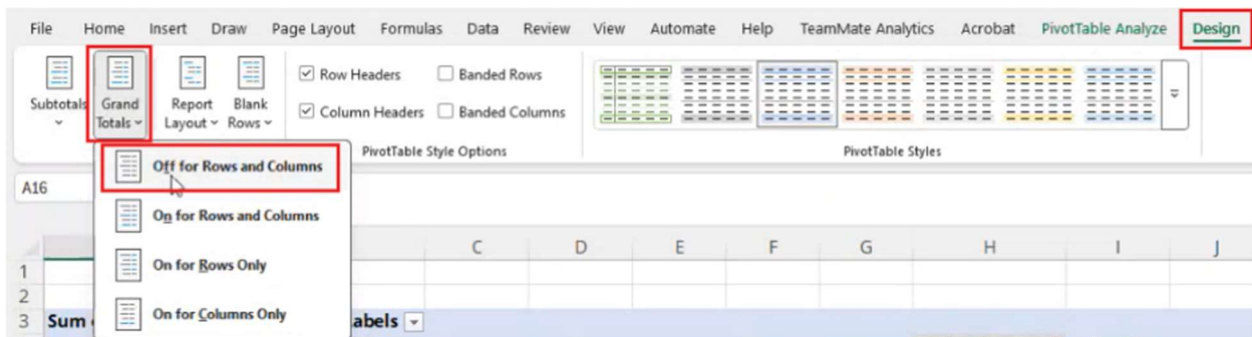 File Home Insert Draw Page Layout Formulas Data Review View Automate Help TeamMate Analytics Acrobat PivotTable Analyze Design
Subtotals Grand Totals Report Layout Blank Rows
Row Headers Banded Rows
Column Headers Banded Columns
PivotTable Style Options PivotTable Styles
Off for Rows and Columns
A16
On for Rows and Columns
C D E F G H I J
On for Rows Only
1
2
On for Columns Only
3 Sum abels